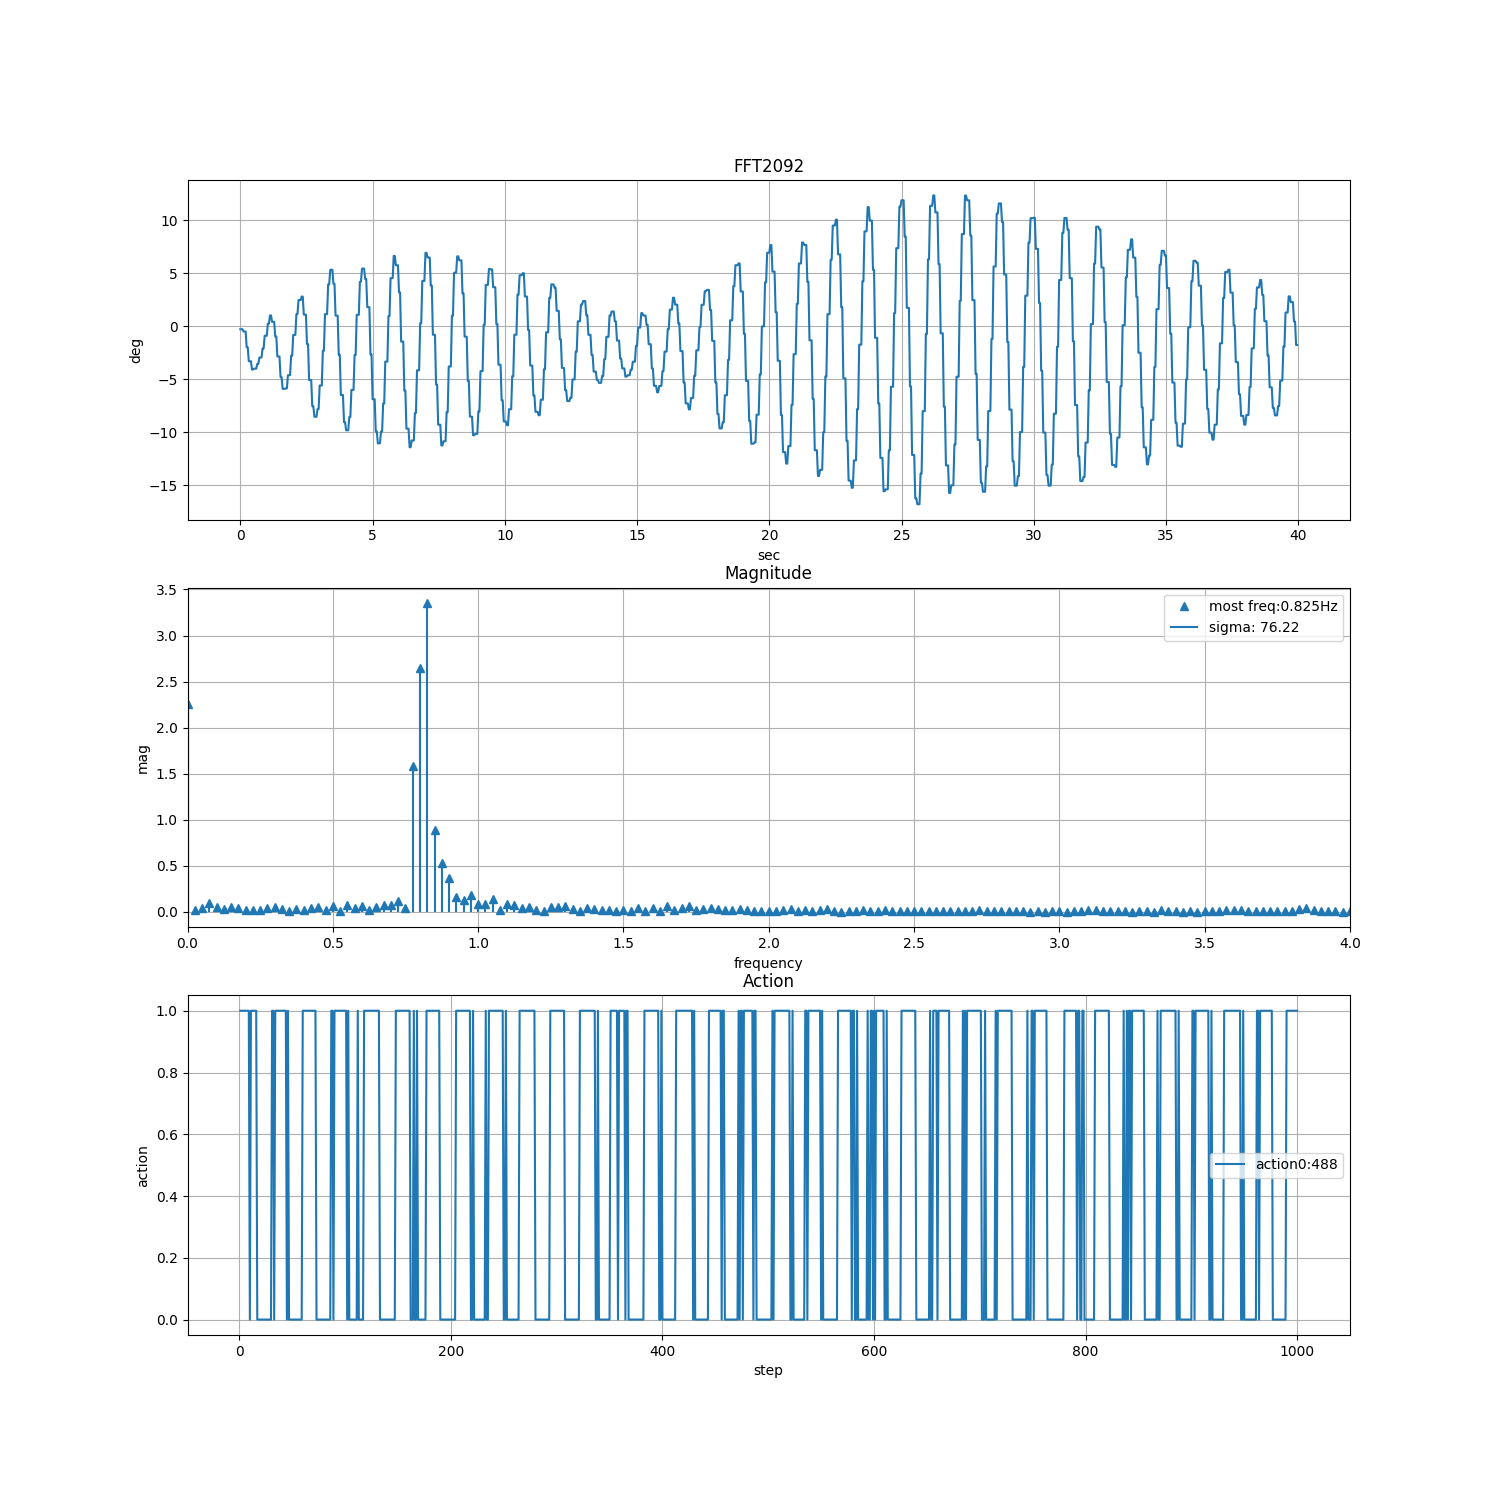 FFT2092
10
5
0
−5
−10
−15
deg
0 5 10 15 20 25 30 35 40
sec
Magnitude
3.5
3.0
2.5
2.0
1.5
1.0
0.5
0.0
mag
most freq:0.825Hz
sigma: 76.22
0.0 0.5 1.0 1.5 2.0 2.5 3.0 3.5 4.0
frequency
Action
1.0
0.8
0.6
0.4
0.2
0.0
action
action0:488
0 200 400 600 800 1000
step